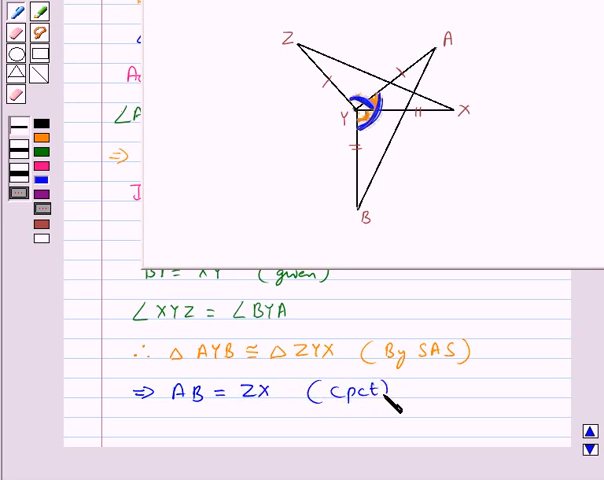 Z
A
Y
X
B
∠A
⇒
BY = XY (given)
∠XYZ = ∠BYA
∴ △ AYB ≅ △ ZYX (By SAS)
⇒ AB = ZX (cpct)